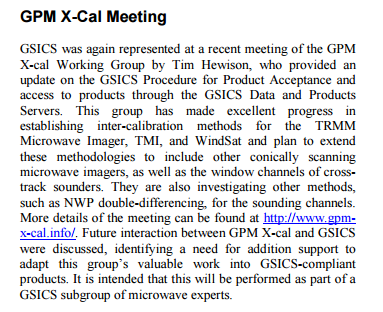 GPM X-Cal Meeting
GSICS was again represented at a recent meeting of the GPM
X-cal Working Group by Tim Hewison, who provided an
update on the GSICS Procedure for Product Acceptance and
access to products through the GSICS Data and Products
Servers. This group has made excellent progress in
establishing inter-calibration methods for the TRMM
Microwave Imager, TMI, and WindSat and plan to extend
these methodologies to include other conically scanning
microwave imagers, as well as the window channels of cross-
track sounders. They are also investigating other methods,
such as NWP double-differencing, for the sounding channels.
More details of the meeting can be found at http://www.gpm-
x-cal.info/. Future interaction between GPM X-cal and GSICS
were discussed, identifying a need for addition support to
adapt this group's valuable work into GSICS-compliant
products. It is intended that this will be performed as part of a
GSICS subgroup of microwave experts.